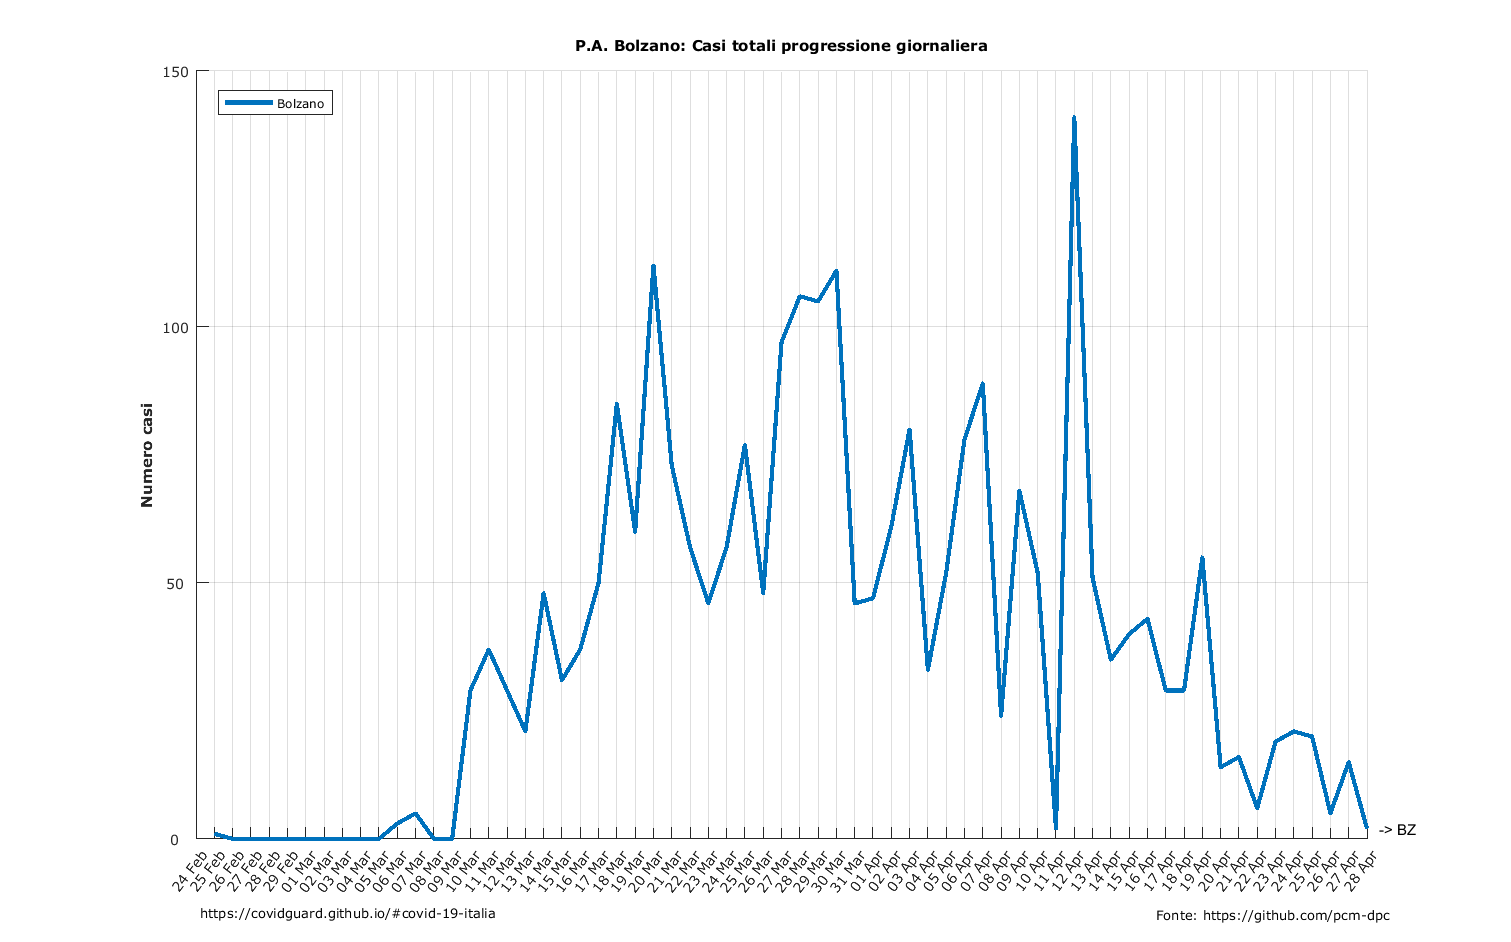 P.A. Bolzano: Casi totali progressione giornaliera
150
Bolzano
100
Numero casi
50
0
-> BZ
24 Feb
25 Feb
26 Feb
27 Feb
28 Feb
29 Feb
01 Mar
02 Mar
03 Mar
04 Mar
05 Mar
06 Mar
07 Mar
08 Mar
09 Mar
10 Mar
11 Mar
12 Mar
13 Mar
14 Mar
15 Mar
16 Mar
17 Mar
18 Mar
19 Mar
20 Mar
21 Mar
22 Mar
23 Mar
24 Mar
25 Mar
26 Mar
27 Mar
28 Mar
29 Mar
30 Mar
31 Mar
01 Apr
02 Apr
03 Apr
04 Apr
05 Apr
06 Apr
07 Apr
08 Apr
09 Apr
10 Apr
11 Apr
12 Apr
13 Apr
14 Apr
15 Apr
16 Apr
17 Apr
18 Apr
19 Apr
20 Apr
21 Apr
22 Apr
23 Apr
24 Apr
25 Apr
26 Apr
27 Apr
28 Apr
https://covidguard.github.io/#covid-19-italia
Fonte: https://github.com/pcm-dpc